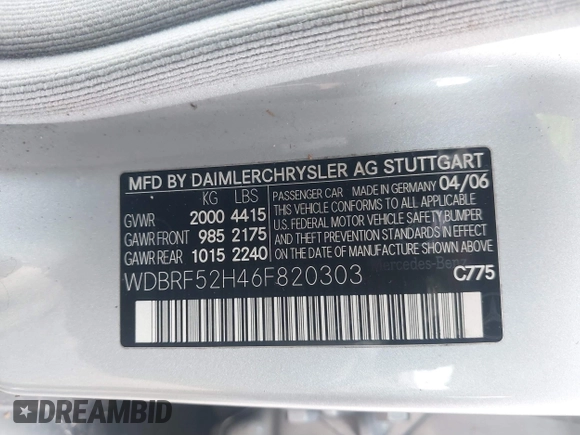 MFD BY DAIMLERCHRYSLER AG STUTTGART
KG LBS
GVWR 2000 4415
GAWR FRONT 985 2175
GAWR REAR 1015 2240
PASSENGER CAR MADE IN GERMANY 04/06
THIS VEHICLE CONFORMS TO ALL APPLICABLE
U.S. FEDERAL MOTOR VEHICLE SAFETY BUMPER
AND THEFT PREVENTION STANDARDS IN EFFECT
ON THE DATE OF MANUFACTURE SHOWN ABOVE
Mercedes-Benz
WDBRF52H46F820303
C775
DREAMBID